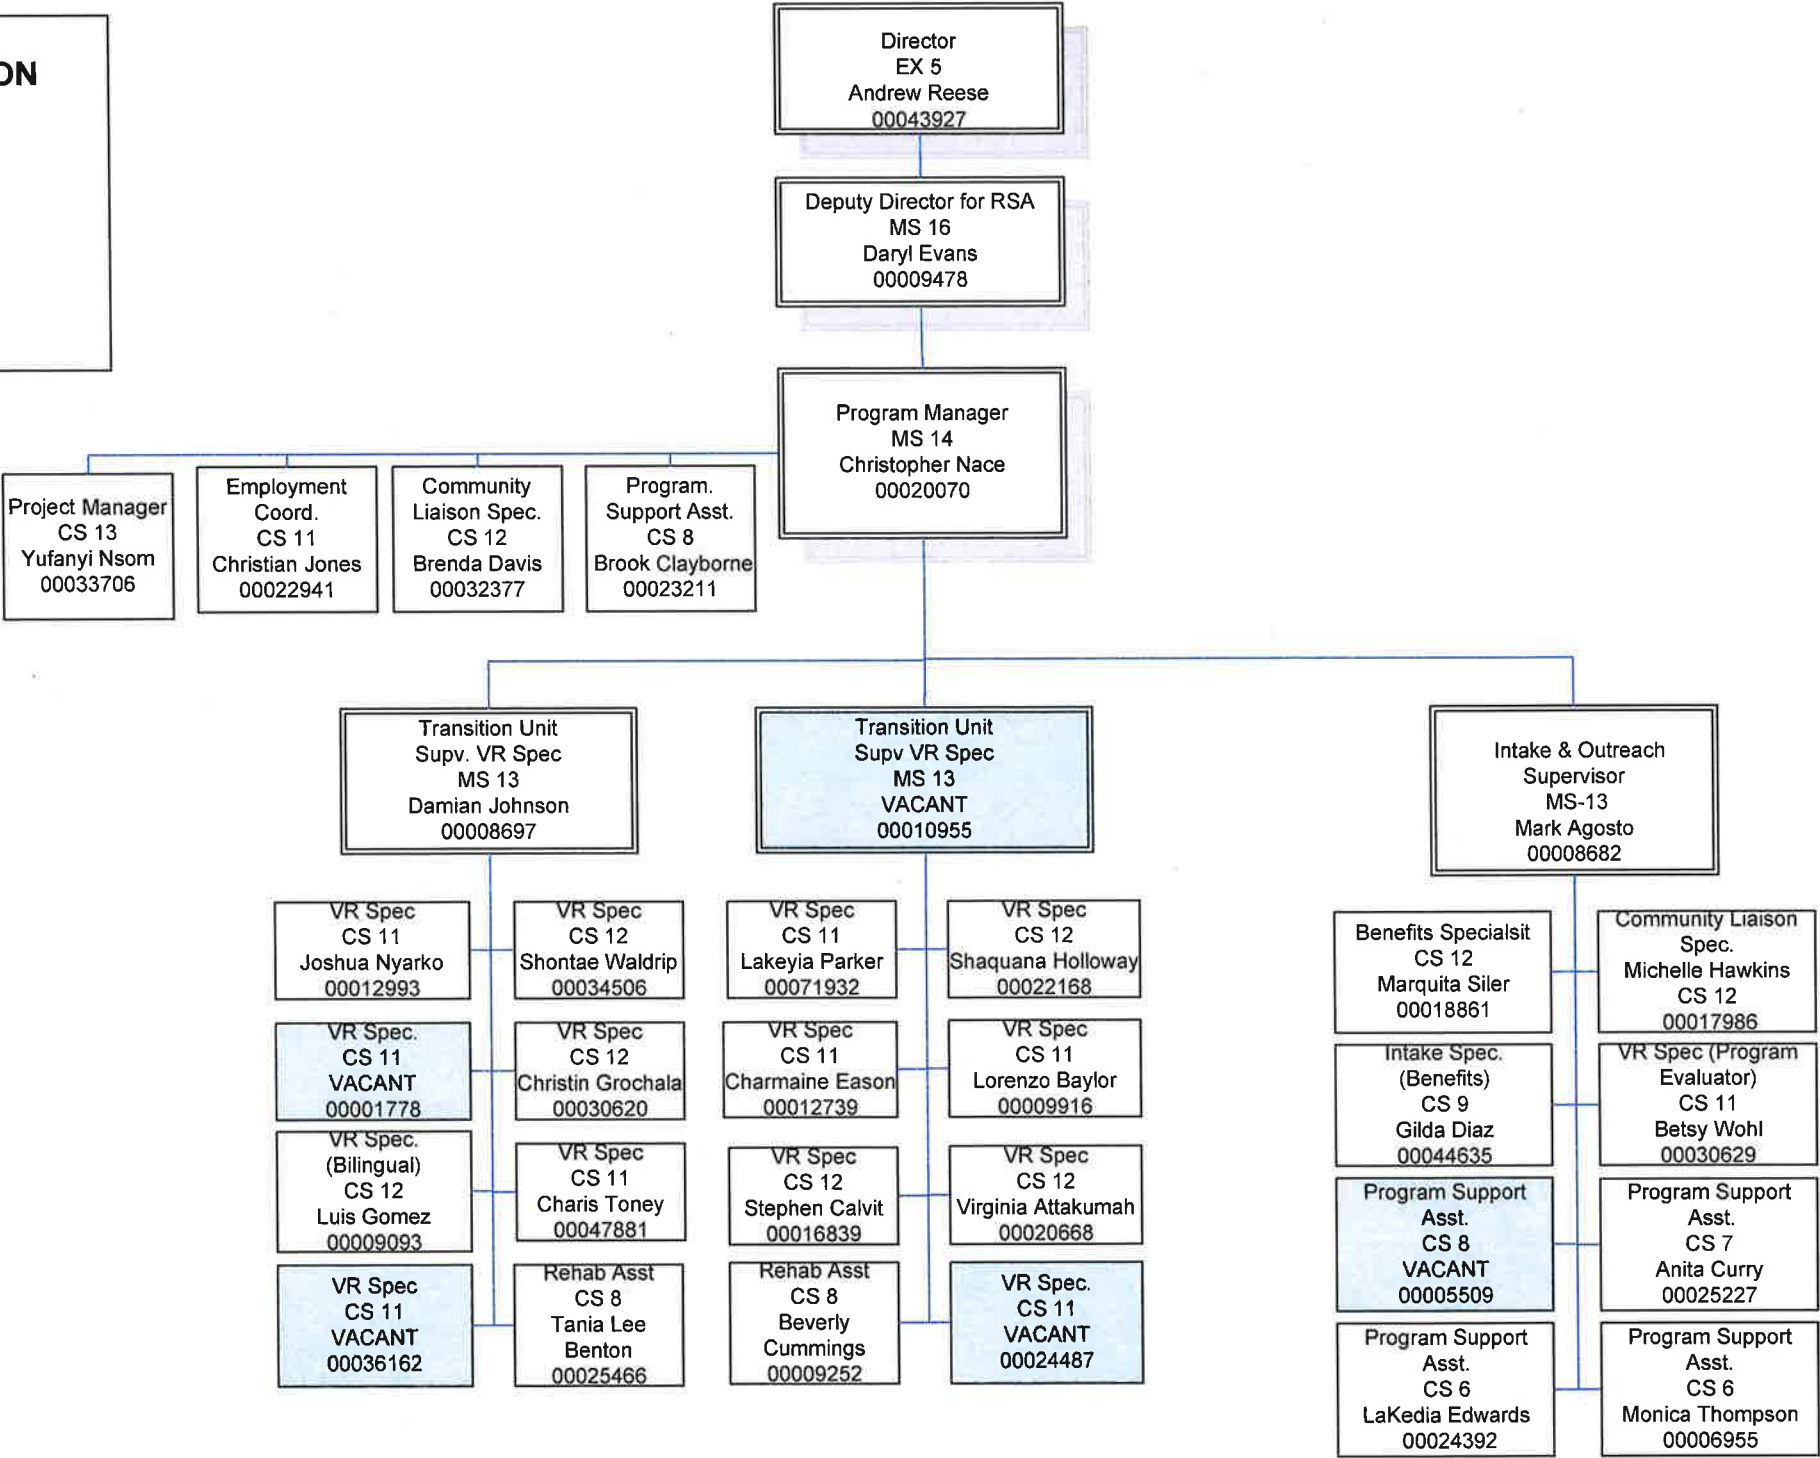 ON
Director
EX 5
Andrew Reese
00043927
Deputy Director for RSA
MS 16
Daryl Evans
00009478
Program Manager
MS 14
Christopher Nace
00020070
Project Manager
CS 13
Yufanyi Nsom
00033706
Employment
Coord.
CS 11
Christian Jones
00022941
Community
Liaison Spec.
CS 12
Brenda Davis
00032377
Program.
Support Asst.
CS 8
Brook Clayborne
00023211
Transition Unit
Supv. VR Spec
MS 13
Damian Johnson
00008697
Transition Unit
Supv VR Spec
MS 13
VACANT
00010955
Intake & Outreach
Supervisor
MS-13
Mark Agosto
00008682
VR Spec
CS 11
Joshua Nyarko
00012993
VR Spec
CS 12
Shontae Waldrip
00034506
VR Spec.
CS 11
VACANT
00001778
VR Spec
CS 12
Christin Grochala
00030620
VR Spec.
(Bilingual)
CS 12
Luis Gomez
00009093
VR Spec
CS 11
Charis Toney
00047881
VR Spec
CS 11
VACANT
00036162
Rehab Asst
CS 8
Tania Lee
Benton
00025466
VR Spec
CS 11
Lakeyia Parker
00071932
VR Spec
CS 12
Shaquana Holloway
00022168
VR Spec
CS 11
Charmaine Eason
00012739
VR Spec
CS 11
Lorenzo Baylor
00009916
VR Spec
CS 12
Stephen Calvit
00016839
VR Spec
CS 12
Virginia Attakumah
00020668
Rehab Asst
CS 8
Beverly
Cummings
00009252
VR Spec.
CS 11
VACANT
00024487
Benefits Specialsit
CS 12
Marquita Siler
00018861
Community Liaison
Spec.
Michelle Hawkins
CS 12
00017986
Intake Spec.
(Benefits)
CS 9
Gilda Diaz
00044635
VR Spec (Program
Evaluator)
CS 11
Betsy Wohl
00030629
Program Support
Asst.
CS 8
VACANT
00005509
Program Support
Asst.
CS 7
Anita Curry
00025227
Program Support
Asst.
CS 6
LaKedia Edwards
00024392
Program Support
Asst.
CS 6
Monica Thompson
00006955